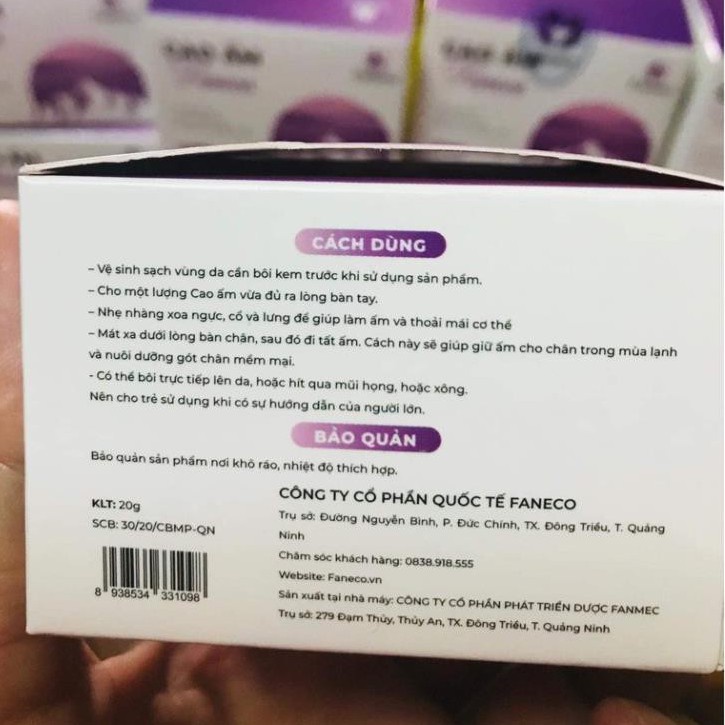 CAO ẤM
CAO ẤM
CÁCH DÙNG
– Vệ sinh sạch vùng da cần bôi kem trước khi sử dụng sản phẩm.
– Cho một lượng Cao ấm vừa đủ ra lòng bàn tay.
– Nhẹ nhàng xoa ngực, cổ và lưng để giúp làm ấm và thoải mái cơ thể
– Mát xa dưới lòng bàn chân, sau đó đi tất ấm. Cách này sẽ giúp giữ ấm cho chân trong mùa lạnh
và nuôi dưỡng gót chân mềm mại.
- Có thể bôi trực tiếp lên da, hoặc hít qua mũi họng, hoặc xông.
Nên cho trẻ sử dụng khi có sự hướng dẫn của người lớn.
BẢO QUẢN
Bảo quản sản phẩm nơi khô ráo, nhiệt độ thích hợp.
KLT: 20g
SCB: 30/20/CBMP-QN
8 938534 331098
CÔNG TY CỔ PHẦN QUỐC TẾ FANECO
Trụ sở: Đường Nguyễn Bình, P. Đức Chính, TX. Đông Triều, T. Quảng
Ninh
Chăm sóc khách hàng: 0838.918.555
Website: Faneco.vn
Sản xuất tại nhà máy: CÔNG TY CỔ PHẦN PHÁT TRIỂN DƯỢC FANMEC
Trụ sở: 279 Đạm Thủy, Thủy An, TX. Đông Triều, T. Quảng Ninh